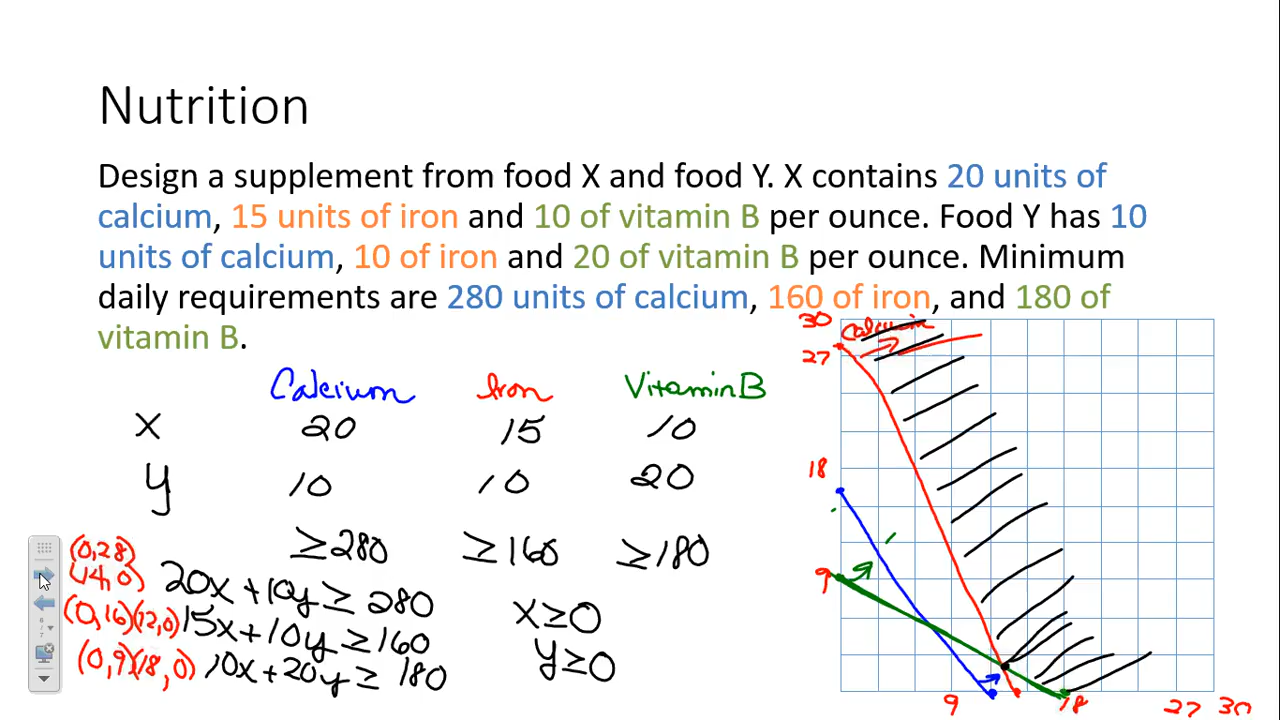 Nutrition
Design a supplement from food X and food Y. X contains 20 units of
calcium, 15 units of iron and 10 of vitamin B per ounce. Food Y has 10
units of calcium, 10 of iron and 20 of vitamin B per ounce. Minimum
daily requirements are 280 units of calcium, 160 of iron, and 180 of
vitamin B.
Calcium Iron Vitamin B
X 20 15 10
y 10 10 20
≥280 ≥160 ≥180
(0,28)
(14,0) 20x+10y≥ 280
(0,16)(12,0) 15x+10y≥160
(0,9)(18,0) 10x+20y≥ 180
x≥0
y≥0
30
Calcium
27
18
9
9 18 27 30